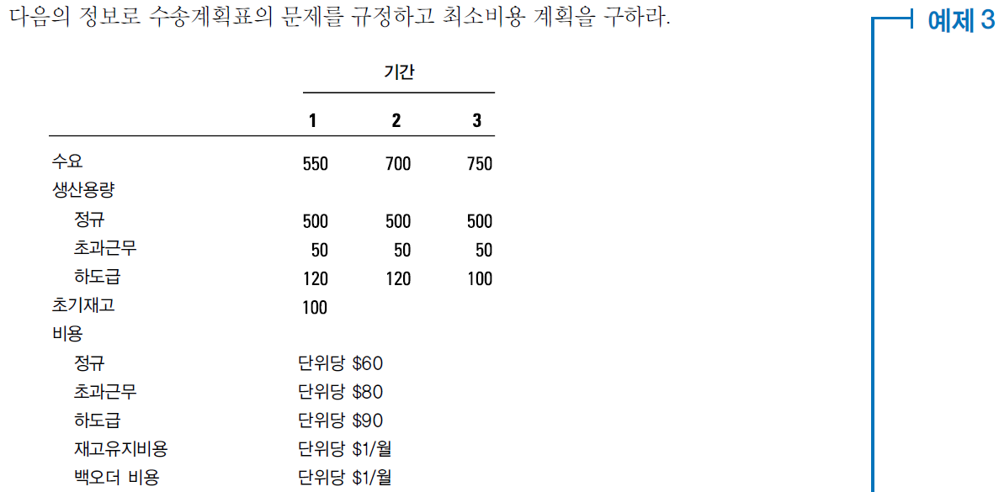 다음의 정보로 수송계획표의 문제를 규정하고 최소비용 계획을 구하라.
예제 3
기간
1 2 3
수요 550 700 750
생산용량
정규 500 500 500
초과근무 50 50 50
하도급 120 120 100
초기재고 100
비용
정규 단위당 $60
초과근무 단위당 $80
하도급 단위당 $90
재고유지비용 단위당 $1/월
백오더 비용 단위당 $1/월